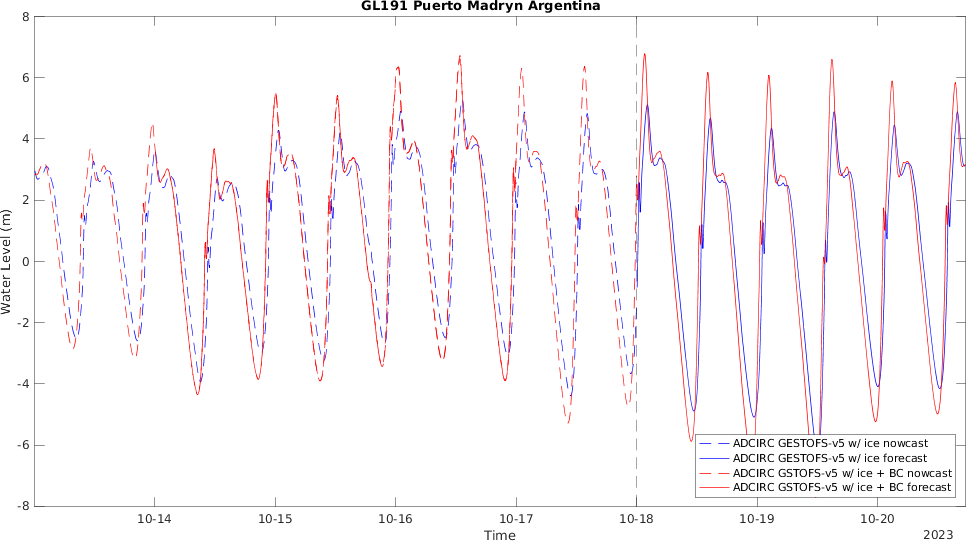 GL191 Puerto Madryn Argentina
8
6
4
2
0
-2
-4
-6
-8
Water Level (m)
10-14 10-15 10-16 10-17 10-18 10-19 10-20
Time
2023
ADCIRC GESTOFS-v5 w/ ice nowcast
ADCIRC GESTOFS-v5 w/ ice forecast
ADCIRC GSTOFS-v5 w/ ice + BC nowcast
ADCIRC GSTOFS-v5 w/ ice + BC forecast